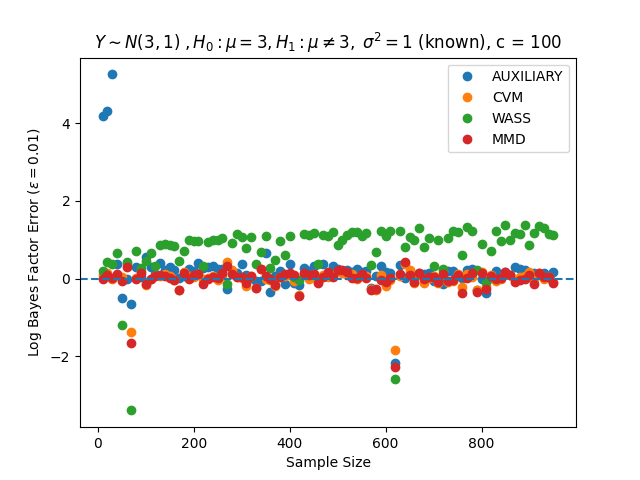 Y ∼ N(3, 1) , H₀ : μ = 3, H₁ : μ ≠ 3, σ² = 1 (known), c = 100
AUXILIARY
CVM
WASS
MMD
Log Bayes Factor Error (ε = 0.01)
4
2
0
−2
0
200
400
600
800
Sample Size